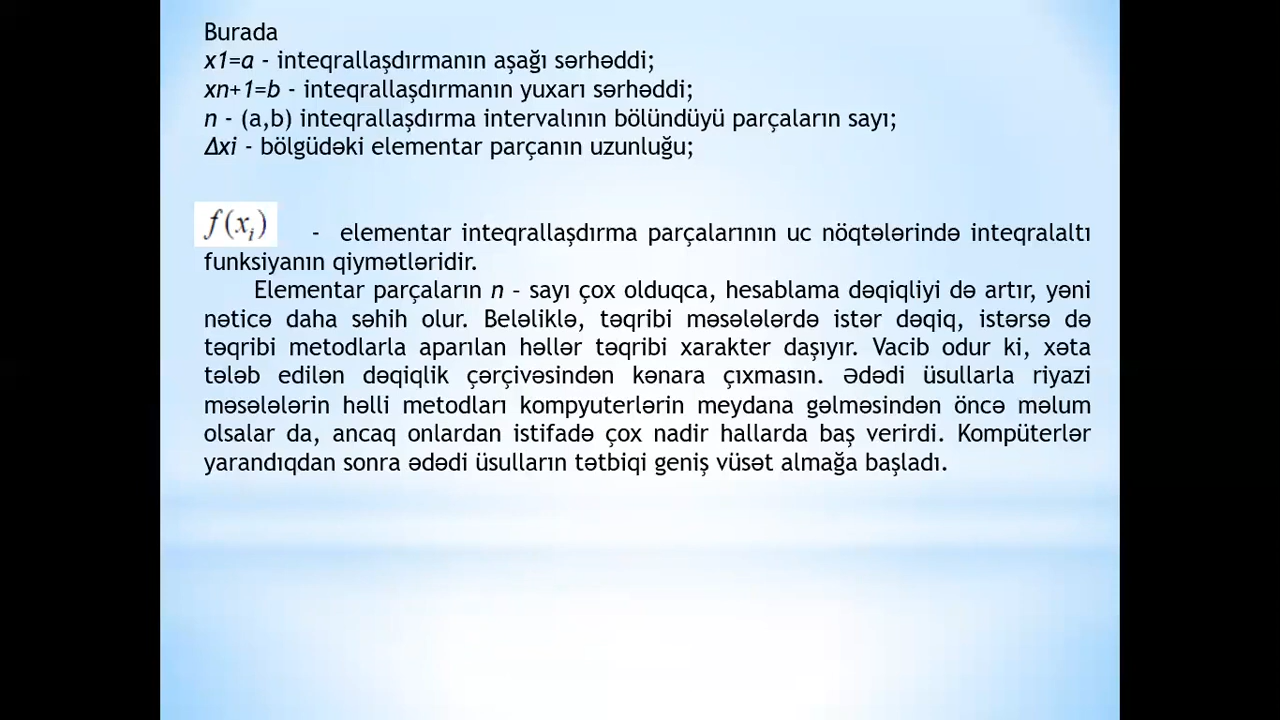 Burada
x1=a - inteqrallaşdırmanın aşağı sərhəddi;
xn+1=b - inteqrallaşdırmanın yuxarı sərhəddi;
n - (a,b) inteqrallaşdırma intervalının bölündüyü parçaların sayı;
Δxi - bölgüdəki elementar parçanın uzunluğu;
f(xᵢ) - elementar inteqrallaşdırma parçalarının uc nöqtələrində inteqralaltı
funksiyanın qiymətləridir.
Elementar parçaların n – sayı çox olduqca, hesablama dəqiqliyi də artır, yəni
nəticə daha səhih olur. Beləliklə, təqribi məsələlərdə istər dəqiq, istərsə də
təqribi metodlarla aparılan həllər təqribi xarakter daşıyır. Vacib odur ki, xəta
tələb edilən dəqiqlik çərçivəsindən kənara çıxmasın. Ədədi üsullarla riyazi
məsələlərin həlli metodları kompyuterlərin meydana gəlməsindən öncə məlum
olsalar da, ancaq onlardan istifadə çox nadir hallarda baş verirdi. Kompüterlər
yarandıqdan sonra ədədi üsulların tətbiqi geniş vüsət almağa başladı.